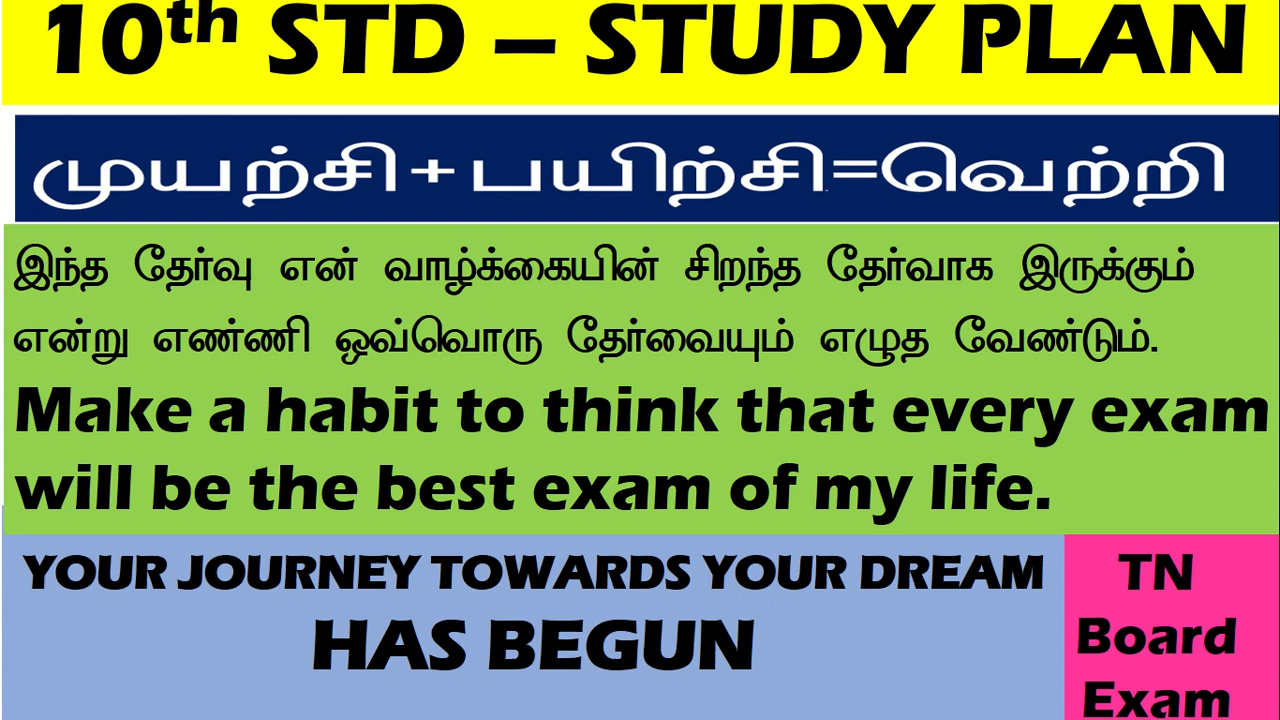 10th STD – STUDY PLAN
முயற்சி+பயிற்சி=வெற்றி
இந்த தேர்வு என் வாழ்க்கையின் சிறந்த தேர்வாக இருக்கும்
என்று எண்ணி ஒவ்வொரு தேர்வையும் எழுத வேண்டும்.
Make a habit to think that every exam
will be the best exam of my life.
YOUR JOURNEY TOWARDS YOUR DREAM
HAS BEGUN
TN
Board
Exam